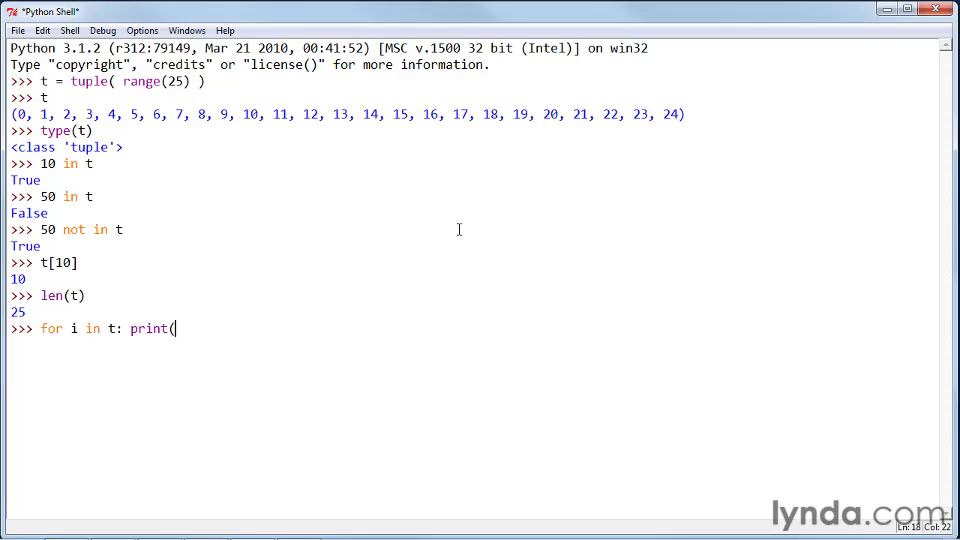 *Python Shell*
File Edit Shell Debug Options Windows Help
Python 3.1.2 (r312:79149, Mar 21 2010, 00:41:52) [MSC v.1500 32 bit (Intel)] on win32
Type "copyright", "credits" or "license()" for more information.
>>> t = tuple( range(25) )
>>> t
(0, 1, 2, 3, 4, 5, 6, 7, 8, 9, 10, 11, 12, 13, 14, 15, 16, 17, 18, 19, 20, 21, 22, 23, 24)
>>> type(t)
<class 'tuple'>
>>> 10 in t
True
>>> 50 in t
False
>>> 50 not in t
True
>>> t[10]
10
>>> len(t)
25
>>> for i in t: print(
lynda.com
Ln: 18 Col: 22